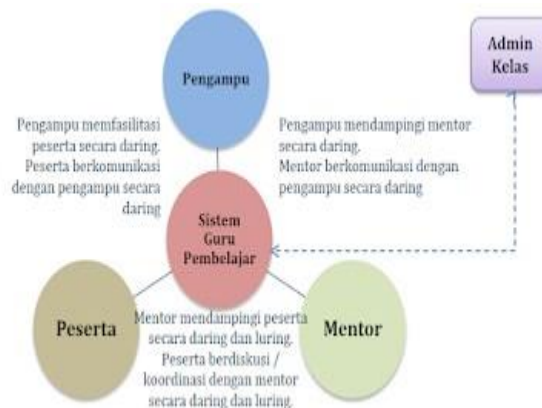 Pengampu
Admin
Kelas
Pengampu memfasilitasi
peserta secara daring.
Peserta berkomunikasi
dengan pengampu secara
daring
Pengampu mendampingi mentor
secara daring.
Mentor berkomunikasi dengan
pengampu secara daring
Sistem
Guru
Pembelajar
Peserta
Mentor mendampingi peserta
secara daring dan luring.
Peserta berdiskusi /
koordinasi dengan mentor
secara daring dan luring.
Mentor